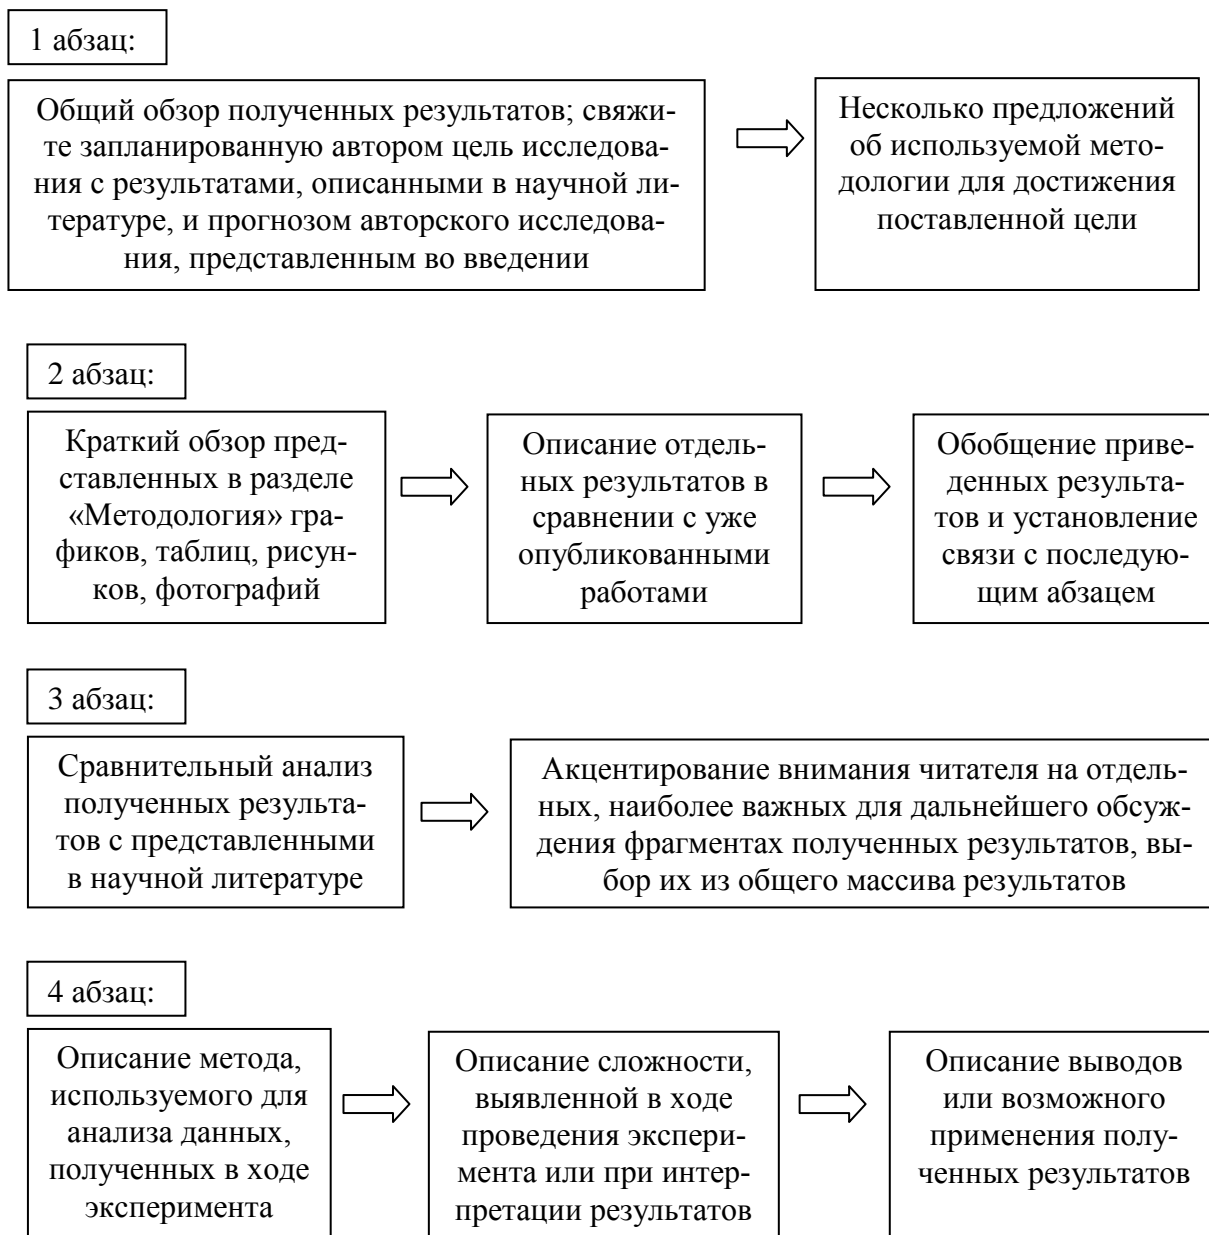 1 абзац:
Общий обзор полученных результатов; свяжи-
те запланированную автором цель исследова-
ния с результатами, описанными в научной ли-
тературе, и прогнозом авторского исследова-
ния, представленным во введении
Несколько предложений
об используемой мето-
дологии для достижения
поставленной цели
2 абзац:
Краткий обзор пред-
ставленных в разделе
«Методология» гра-
фиков, таблиц, рисун-
ков, фотографий
Описание отдель-
ных результатов в
сравнении с уже
опубликованными
работами
Обобщение приве-
денных результа-
тов и установление
связи с последую-
щим абзацем
3 абзац:
Сравнительный анализ
полученных результа-
тов с представленными
в научной литературе
Акцентирование внимания читателя на отдель-
ных, наиболее важных для дальнейшего обсуж-
дения фрагментах полученных результатов, вы-
бор их из общего массива результатов
4 абзац:
Описание метода,
используемого для
анализа данных,
полученных в ходе
эксперимента
Описание сложности,
выявленной в ходе
проведения экспери-
мента или при интер-
претации результатов
Описание выводов
или возможного
применения полу-
ченных результатов